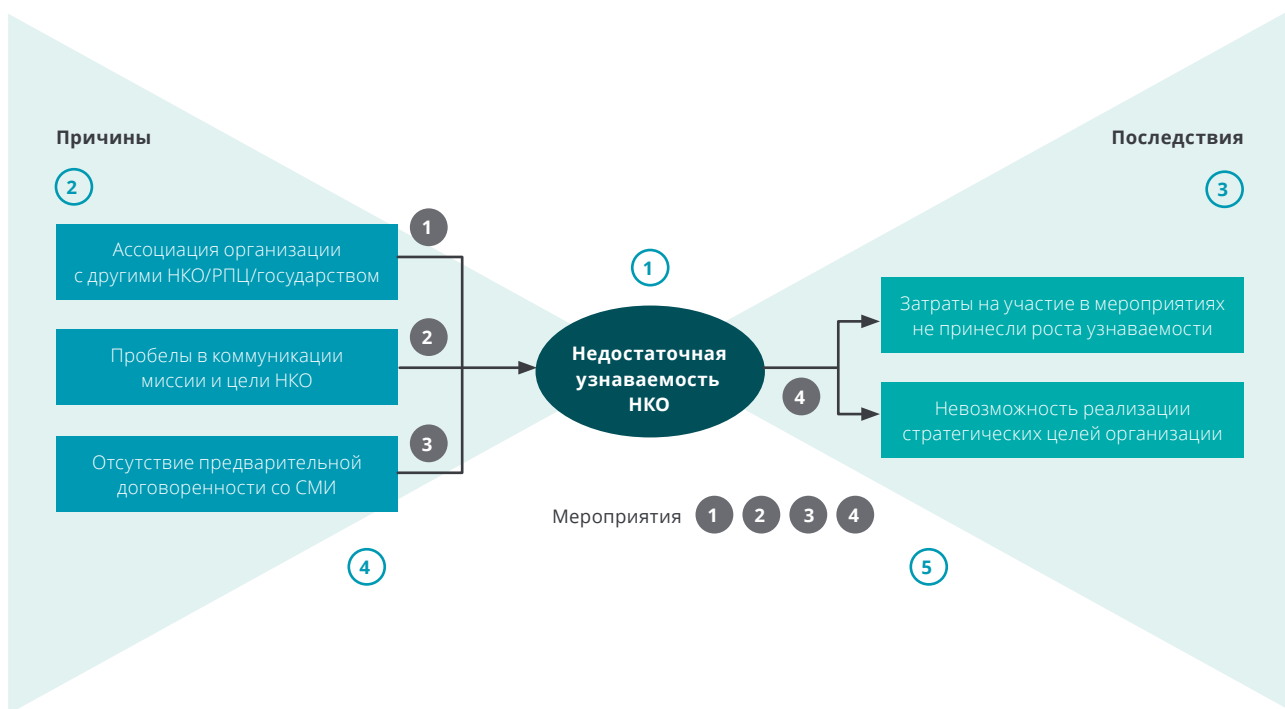 Причины
2
Ассоциация организации
с другими НКО/РПЦ/государством
Пробелы в коммуникации
миссии и цели НКО
Отсутствие предварительной
договоренности со СМИ
1
2
3
4
1
Недостаточная
узнаваемость
НКО
4
Мероприятия 1 2 3 4
Последствия
3
Затраты на участие в мероприятиях
не принесли роста узнаваемости
Невозможность реализации
стратегических целей организации
5